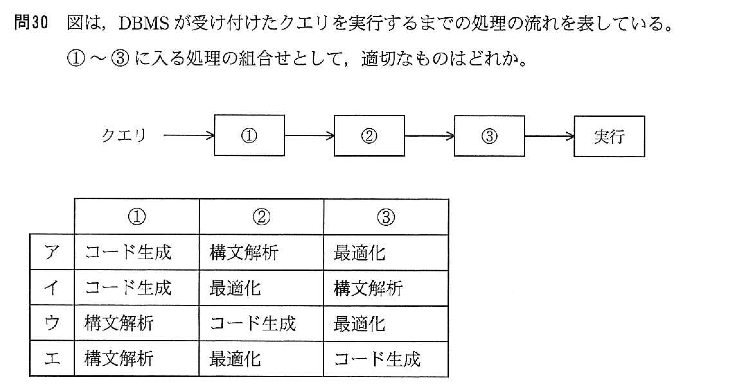 問30 図は，DBMSが受け付けたクエリを実行するまでの処理の流れを表している。
①～③に入る処理の組合せとして，適切なものはどれか。
クエリ ① ② ③ 実行
① ② ③
ア コード生成 構文解析 最適化
イ コード生成 最適化 構文解析
ウ 構文解析 コード生成 最適化
エ 構文解析 最適化 コード生成